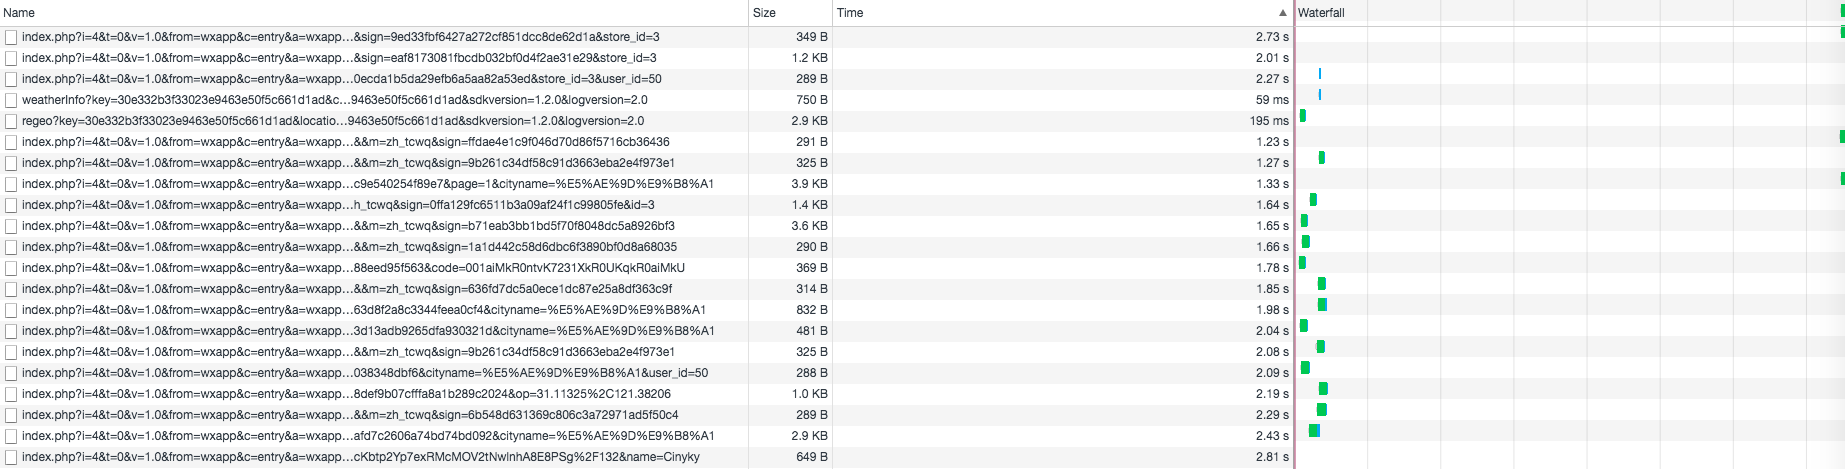 Name Size Time Waterfall
index.php?i=4&t=0&v=1.0&from=wxapp&c=entry&a=wxapp…&sign=9ed33fbf6427a272cf851dcc8de62d1a&store_id=3 349 B 2.73 s
index.php?i=4&t=0&v=1.0&from=wxapp&c=entry&a=wxapp…&sign=eaf8173081fbcdb032bf0d4f2ae31e29&store_id=3 1.2 KB 2.01 s
index.php?i=4&t=0&v=1.0&from=wxapp&c=entry&a=wxapp…0ecda1b5da29efb6a5aa82a53ed&store_id=3&user_id=50 289 B 2.27 s
weatherInfo?key=30e332b3f33023e9463e50f5c661d1ad&c…9463e50f5c661d1ad&sdkversion=1.2.0&logversion=2.0 750 B 59 ms
regeo?key=30e332b3f33023e9463e50f5c661d1ad&locatio…9463e50f5c661d1ad&sdkversion=1.2.0&logversion=2.0 2.9 KB 195 ms
index.php?i=4&t=0&v=1.0&from=wxapp&c=entry&a=wxapp…&&m=zh_tcwq&sign=ffdae4e1c9f046d70d86f5716cb36436 291 B 1.23 s
index.php?i=4&t=0&v=1.0&from=wxapp&c=entry&a=wxapp…&&m=zh_tcwq&sign=9b261c34df58c91d3663eba2e4f973e1 325 B 1.27 s
index.php?i=4&t=0&v=1.0&from=wxapp&c=entry&a=wxapp…c9e540254f89e7&page=1&cityname=%E5%AE%9D%E9%B8%A1 3.9 KB 1.33 s
index.php?i=4&t=0&v=1.0&from=wxapp&c=entry&a=wxapp…h_tcwq&sign=0ffa129fc6511b3a09af24f1c99805fe&id=3 1.4 KB 1.64 s
index.php?i=4&t=0&v=1.0&from=wxapp&c=entry&a=wxapp…&&m=zh_tcwq&sign=b71eab3bb1bd5f70f8048dc5a8926bf3 3.6 KB 1.65 s
index.php?i=4&t=0&v=1.0&from=wxapp&c=entry&a=wxapp…&&m=zh_tcwq&sign=1a1d442c58d6dbc6f3890bf0d8a68035 290 B 1.66 s
index.php?i=4&t=0&v=1.0&from=wxapp&c=entry&a=wxapp…88eed95f563&code=001aiMkR0ntvK7231XkR0UKqkR0aiMkU 369 B 1.78 s
index.php?i=4&t=0&v=1.0&from=wxapp&c=entry&a=wxapp…&&m=zh_tcwq&sign=636fd7dc5a0ece1dc87e25a8df363c9f 314 B 1.85 s
index.php?i=4&t=0&v=1.0&from=wxapp&c=entry&a=wxapp…63d8f2a8c3344feea0cf4&cityname=%E5%AE%9D%E9%B8%A1 832 B 1.98 s
index.php?i=4&t=0&v=1.0&from=wxapp&c=entry&a=wxapp…3d13adb9265dfa930321d&cityname=%E5%AE%9D%E9%B8%A1 481 B 2.04 s
index.php?i=4&t=0&v=1.0&from=wxapp&c=entry&a=wxapp…&&m=zh_tcwq&sign=9b261c34df58c91d3663eba2e4f973e1 325 B 2.08 s
index.php?i=4&t=0&v=1.0&from=wxapp&c=entry&a=wxapp…038348dbf6&cityname=%E5%AE%9D%E9%B8%A1&user_id=50 288 B 2.09 s
index.php?i=4&t=0&v=1.0&from=wxapp&c=entry&a=wxapp…8def9b07cfffa8a1b289c2024&op=31.11325%2C121.38206 1.0 KB 2.19 s
index.php?i=4&t=0&v=1.0&from=wxapp&c=entry&a=wxapp…&&m=zh_tcwq&sign=6b548d631369c806c3a72971ad5f50c4 289 B 2.29 s
index.php?i=4&t=0&v=1.0&from=wxapp&c=entry&a=wxapp…afd7c2606a74bd74bd092&cityname=%E5%AE%9D%E9%B8%A1 2.9 KB 2.43 s
index.php?i=4&t=0&v=1.0&from=wxapp&c=entry&a=wxapp…cKbtp2Yp7exRMcMOV2tNwlnhA8E8PSg%2F132&name=Cinyky 649 B 2.81 s